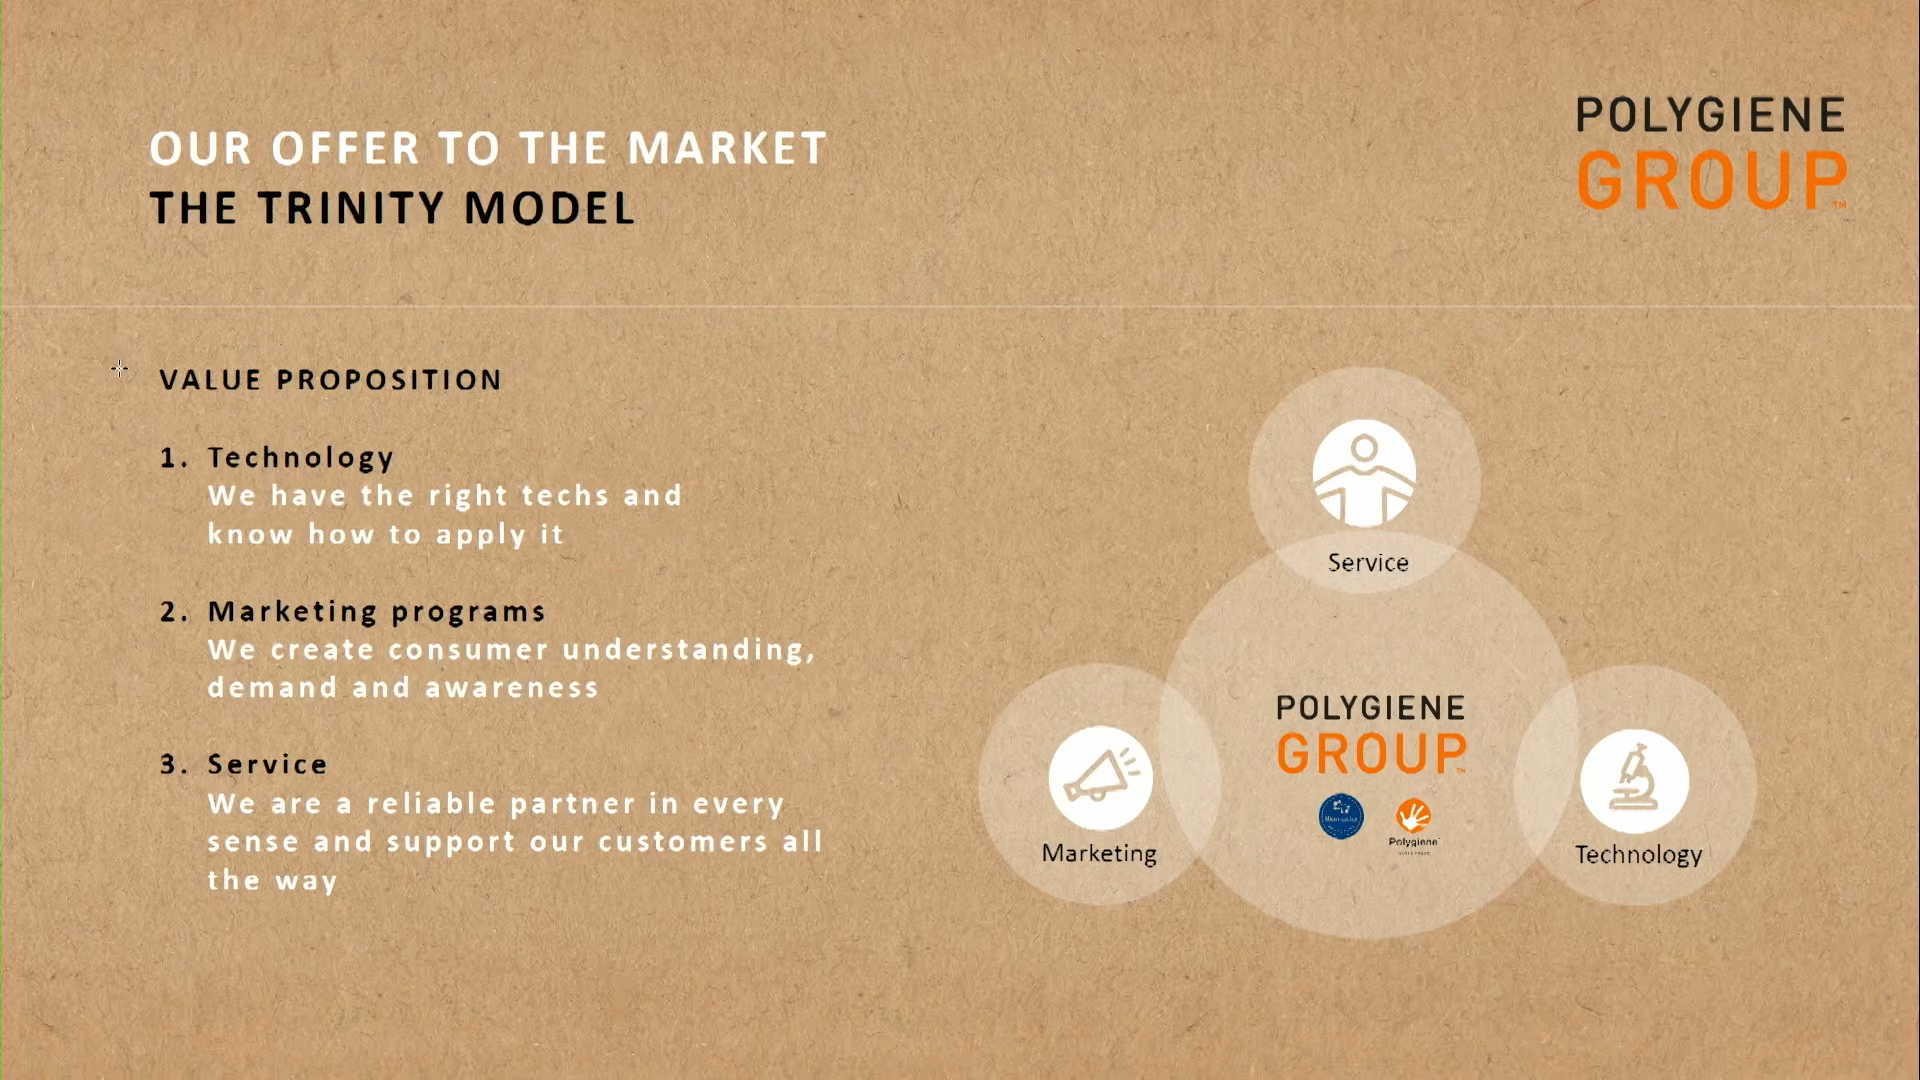 OUR OFFER TO THE MARKET
THE TRINITY MODEL
POLYGIENE
GROUP™
VALUE PROPOSITION
1. Technology
We have the right techs and
know how to apply it
2. Marketing programs
We create consumer understanding,
demand and awareness
3. Service
We are a reliable partner in every
sense and support our customers all
the way
Service
POLYGIENE
GROUP™
Polygiene
Marketing
Technology